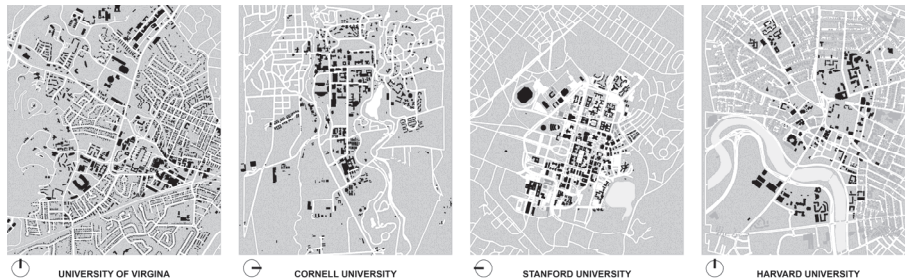 UNIVERSITY OF VIRGINA
CORNELL UNIVERSITY
STANFORD UNIVERSITY
HARVARD UNIVERSITY